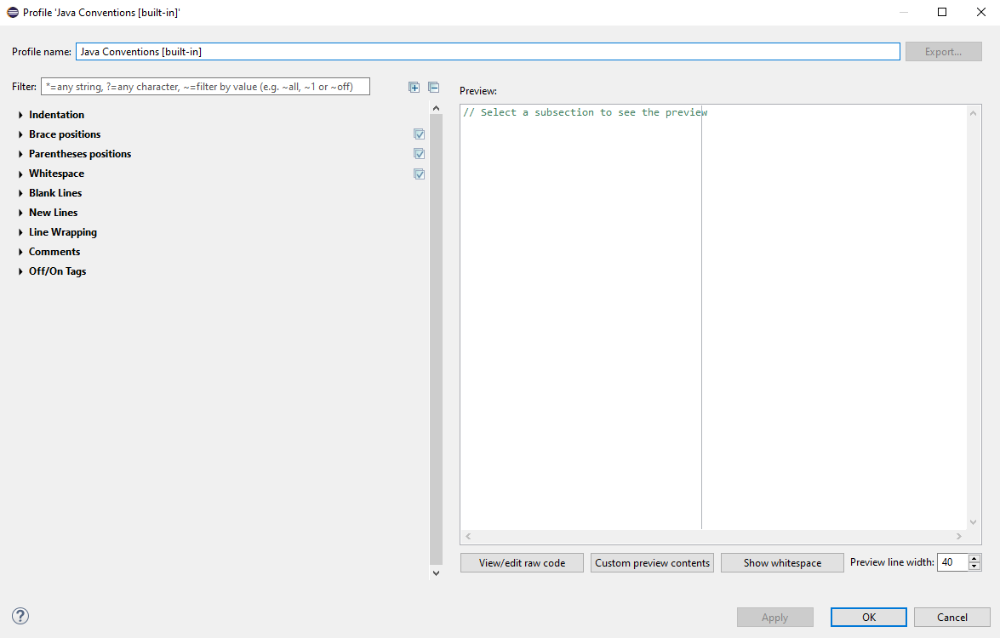 Profile 'Java Conventions [built-in]'
Profile name: Java Conventions [built-in] Export...
Filter: *=any string, ?=any character, ~=filter by value (e.g. ~all, ~1 or ~off)
Preview:
Indentation
Brace positions
Parentheses positions
Whitespace
Blank Lines
New Lines
Line Wrapping
Comments
Off/On Tags
// Select a subsection to see the preview
View/edit raw code Custom preview contents Show whitespace Preview line width: 40
? Apply OK Cancel